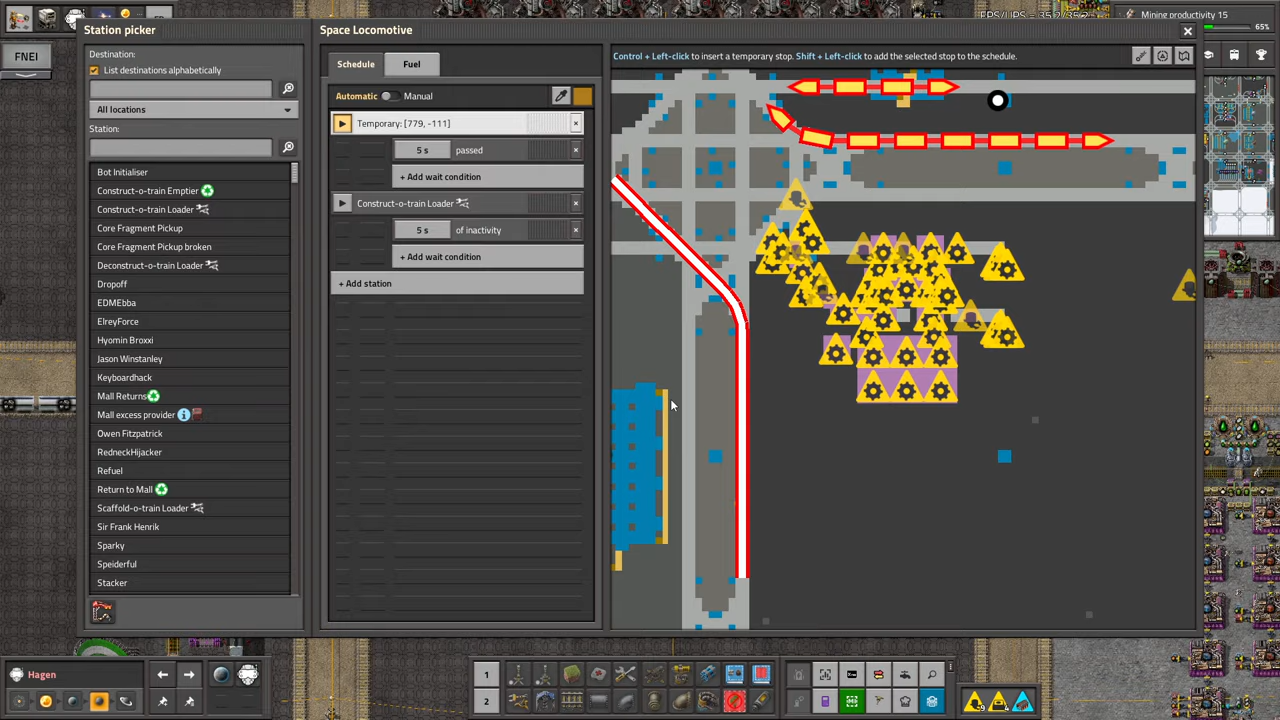 Mining productivity 15
65%
FNEI
Station picker
Destination:
List destinations alphabetically
All locations
Station:
Bot Initialiser
Construct-o-train Emptier
Construct-o-train Loader
Core Fragment Pickup
Core Fragment Pickup broken
Deconstruct-o-train Loader
Dropoff
EDMEbba
ElreyForce
Hyomin Broxxi
Jason Winstanley
Keyboardhack
Mall Returns
Mall excess provider
Owen Fitzpatrick
RedneckHijacker
Refuel
Return to Mall
Scaffold-o-train Loader
Sir Frank Henrik
Sparky
Speiderful
Stacker
Space Locomotive
Schedule
Fuel
Automatic
Manual
Temporary: [779, -111]
5 s passed
+ Add wait condition
Construct-o-train Loader
5 s of inactivity
+ Add wait condition
+ Add station
Control + Left-click to insert a temporary stop. Shift + Left-click to add the selected stop to the schedule.
Hagen
1
2